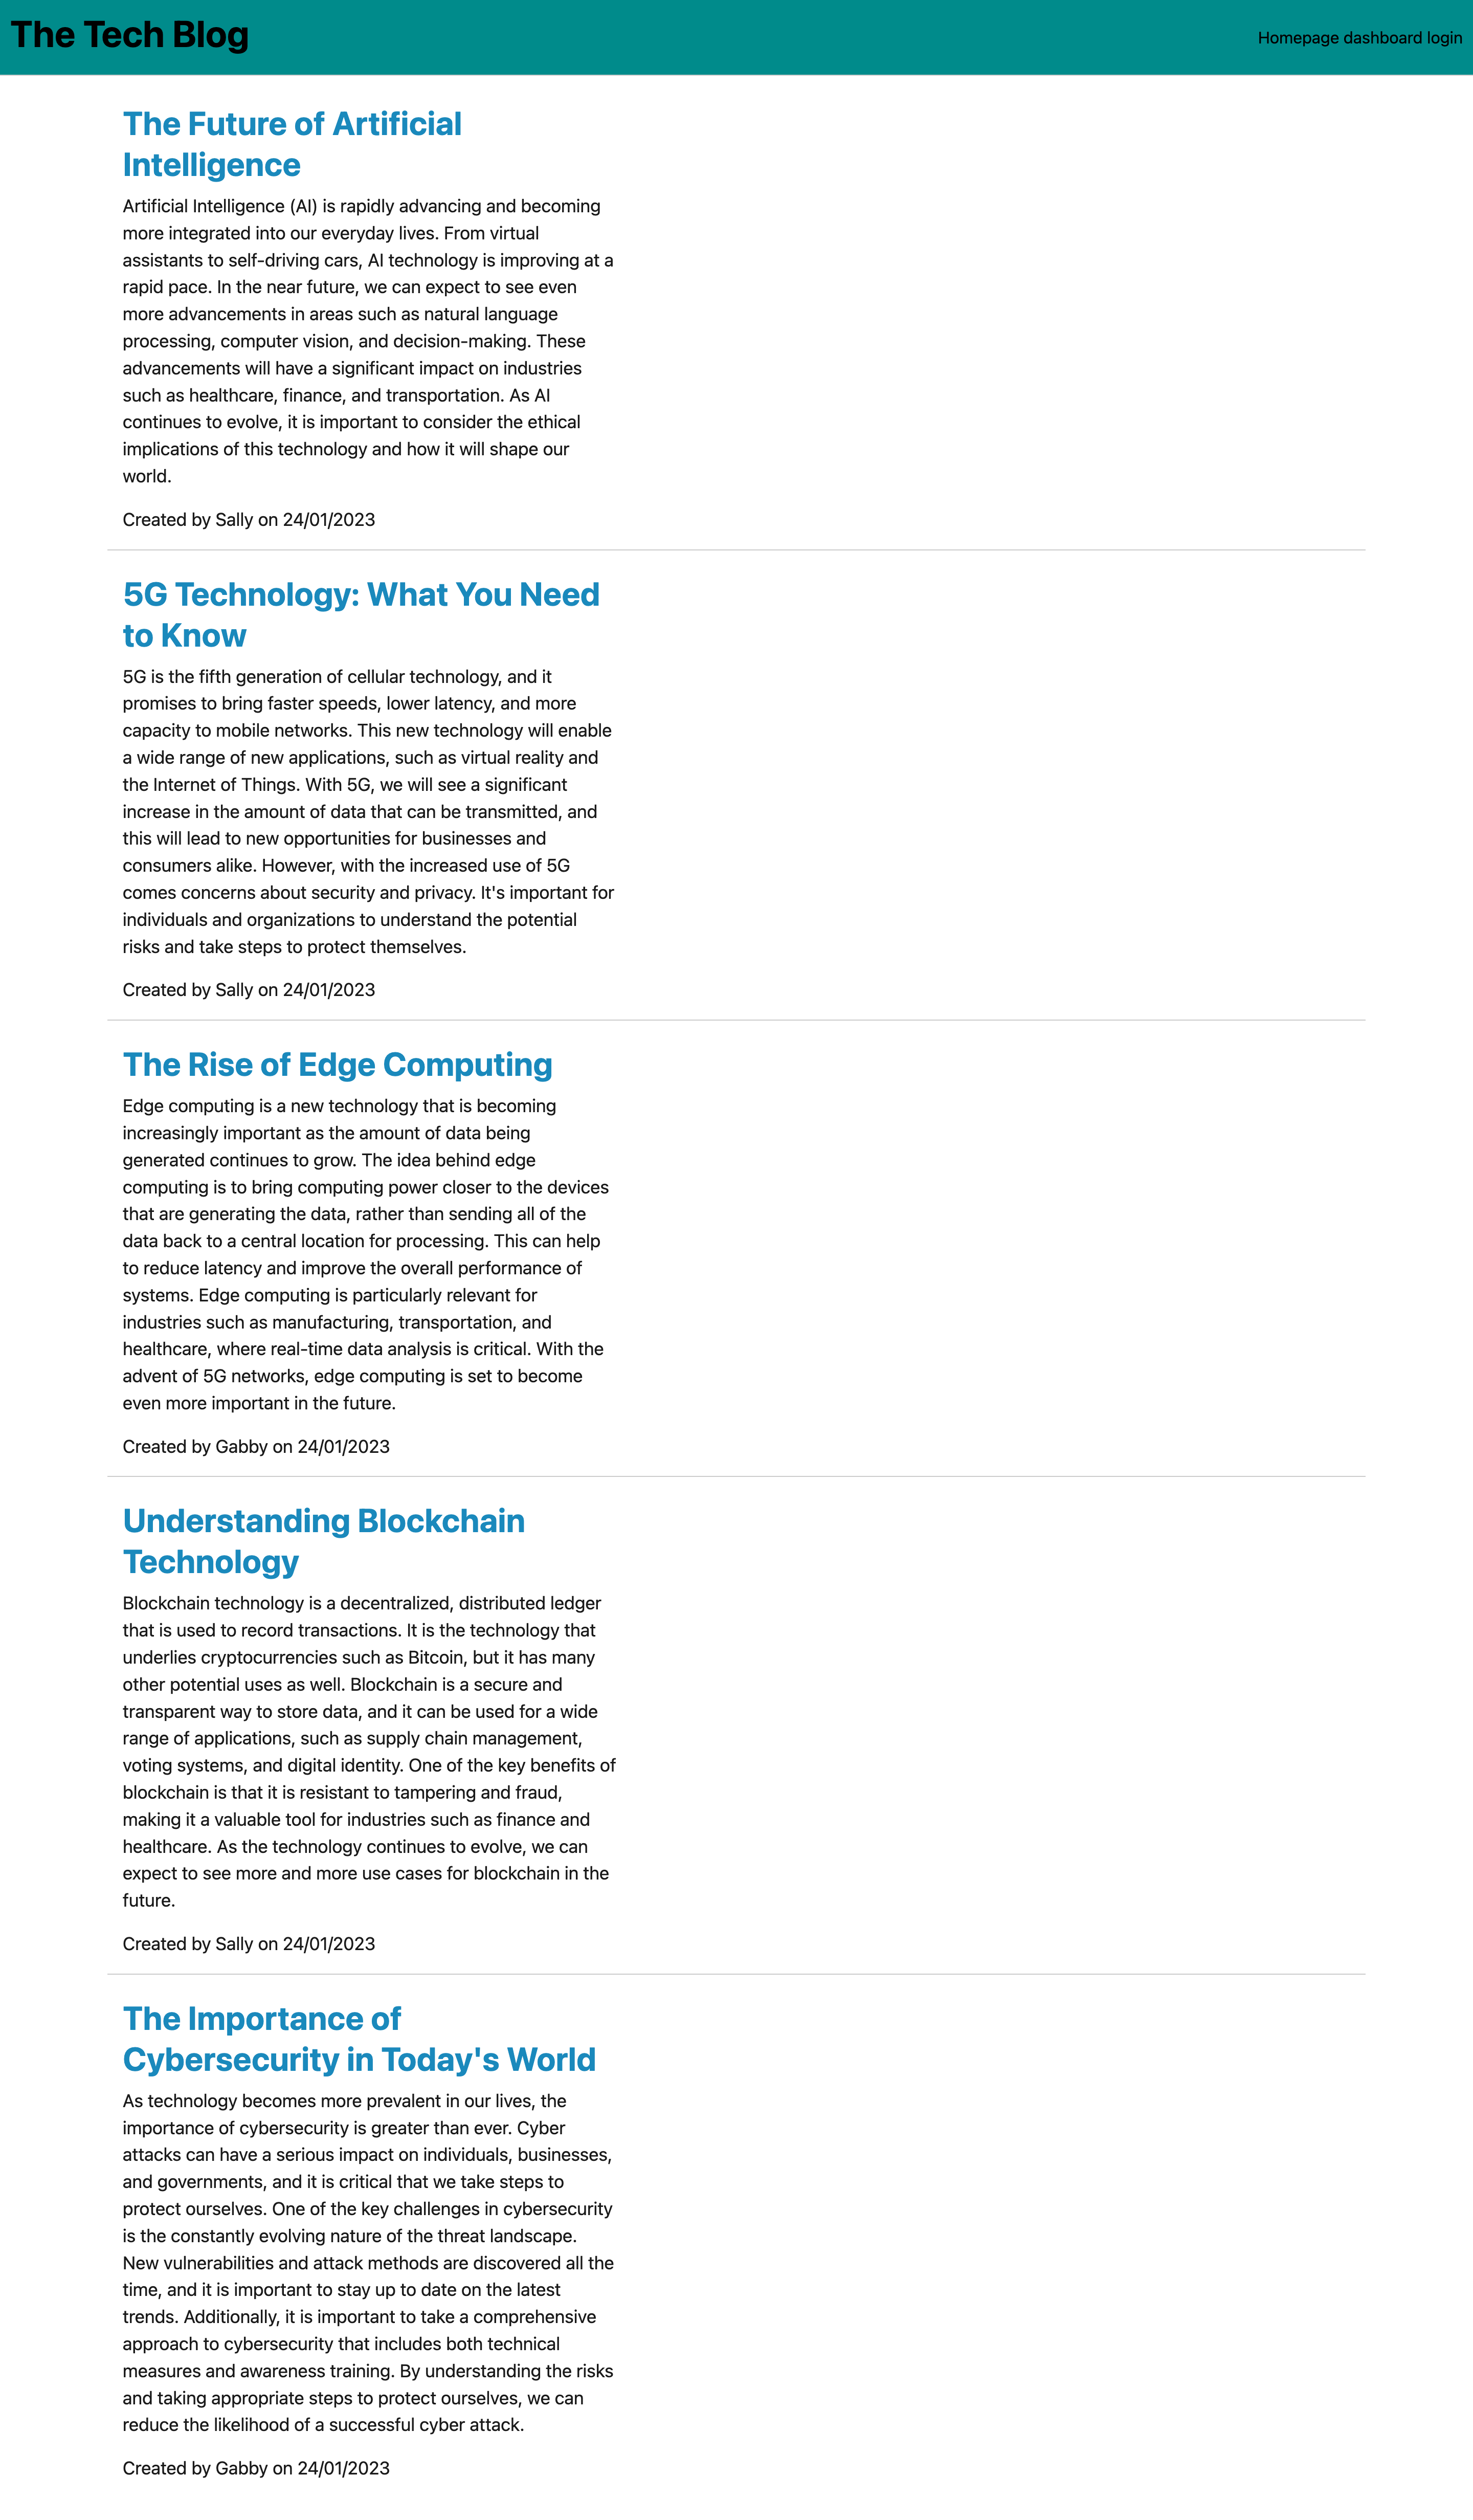 The Tech Blog
Homepage dashboard login
The Future of Artificial
Intelligence
Artificial Intelligence (AI) is rapidly advancing and becoming
more integrated into our everyday lives. From virtual
assistants to self-driving cars, AI technology is improving at a
rapid pace. In the near future, we can expect to see even
more advancements in areas such as natural language
processing, computer vision, and decision-making. These
advancements will have a significant impact on industries
such as healthcare, finance, and transportation. As AI
continues to evolve, it is important to consider the ethical
implications of this technology and how it will shape our
world.
Created by Sally on 24/01/2023
5G Technology: What You Need
to Know
5G is the fifth generation of cellular technology, and it
promises to bring faster speeds, lower latency, and more
capacity to mobile networks. This new technology will enable
a wide range of new applications, such as virtual reality and
the Internet of Things. With 5G, we will see a significant
increase in the amount of data that can be transmitted, and
this will lead to new opportunities for businesses and
consumers alike. However, with the increased use of 5G
comes concerns about security and privacy. It's important for
individuals and organizations to understand the potential
risks and take steps to protect themselves.
Created by Sally on 24/01/2023
The Rise of Edge Computing
Edge computing is a new technology that is becoming
increasingly important as the amount of data being
generated continues to grow. The idea behind edge
computing is to bring computing power closer to the devices
that are generating the data, rather than sending all of the
data back to a central location for processing. This can help
to reduce latency and improve the overall performance of
systems. Edge computing is particularly relevant for
industries such as manufacturing, transportation, and
healthcare, where real-time data analysis is critical. With the
advent of 5G networks, edge computing is set to become
even more important in the future.
Created by Gabby on 24/01/2023
Understanding Blockchain
Technology
Blockchain technology is a decentralized, distributed ledger
that is used to record transactions. It is the technology that
underlies cryptocurrencies such as Bitcoin, but it has many
other potential uses as well. Blockchain is a secure and
transparent way to store data, and it can be used for a wide
range of applications, such as supply chain management,
voting systems, and digital identity. One of the key benefits of
blockchain is that it is resistant to tampering and fraud,
making it a valuable tool for industries such as finance and
healthcare. As the technology continues to evolve, we can
expect to see more and more use cases for blockchain in the
future.
Created by Sally on 24/01/2023
The Importance of
Cybersecurity in Today's World
As technology becomes more prevalent in our lives, the
importance of cybersecurity is greater than ever. Cyber
attacks can have a serious impact on individuals, businesses,
and governments, and it is critical that we take steps to
protect ourselves. One of the key challenges in cybersecurity
is the constantly evolving nature of the threat landscape.
New vulnerabilities and attack methods are discovered all the
time, and it is important to stay up to date on the latest
trends. Additionally, it is important to take a comprehensive
approach to cybersecurity that includes both technical
measures and awareness training. By understanding the risks
and taking appropriate steps to protect ourselves, we can
reduce the likelihood of a successful cyber attack.
Created by Gabby on 24/01/2023